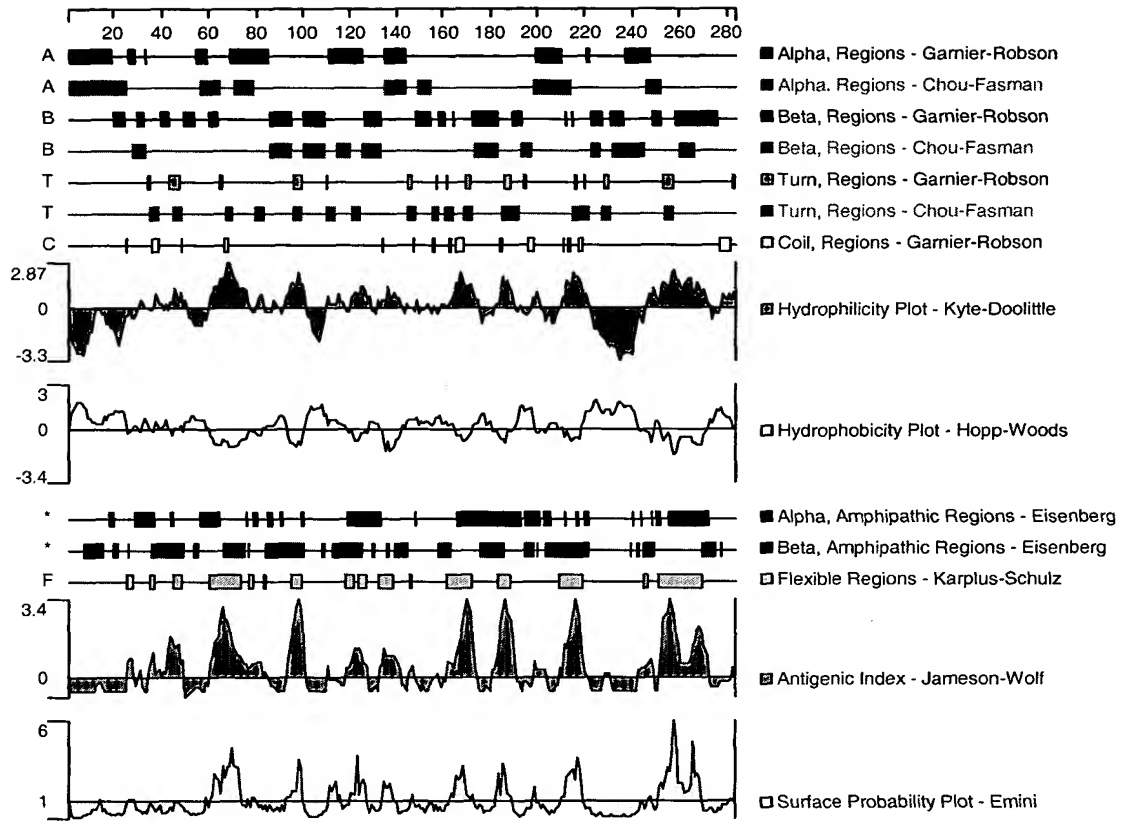 20 40 60 80 100 120 140 160 180 200 220 240 260 280
A Alpha, Regions - Garnier-Robson
A Alpha, Regions - Chou-Fasman
B Beta, Regions - Garnier-Robson
B Beta, Regions - Chou-Fasman
T Turn, Regions - Garnier-Robson
T Turn, Regions - Chou-Fasman
C Coil, Regions - Garnier-Robson
2.87
0 Hydrophilicity Plot - Kyte-Doolittle
-3.3
3
0 Hydrophobicity Plot - Hopp-Woods
-3.4
* Alpha, Amphipathic Regions - Eisenberg
* Beta, Amphipathic Regions - Eisenberg
F Flexible Regions - Karplus-Schulz
3.4
0 Antigenic Index - Jameson-Wolf
6
1 Surface Probability Plot - Emini